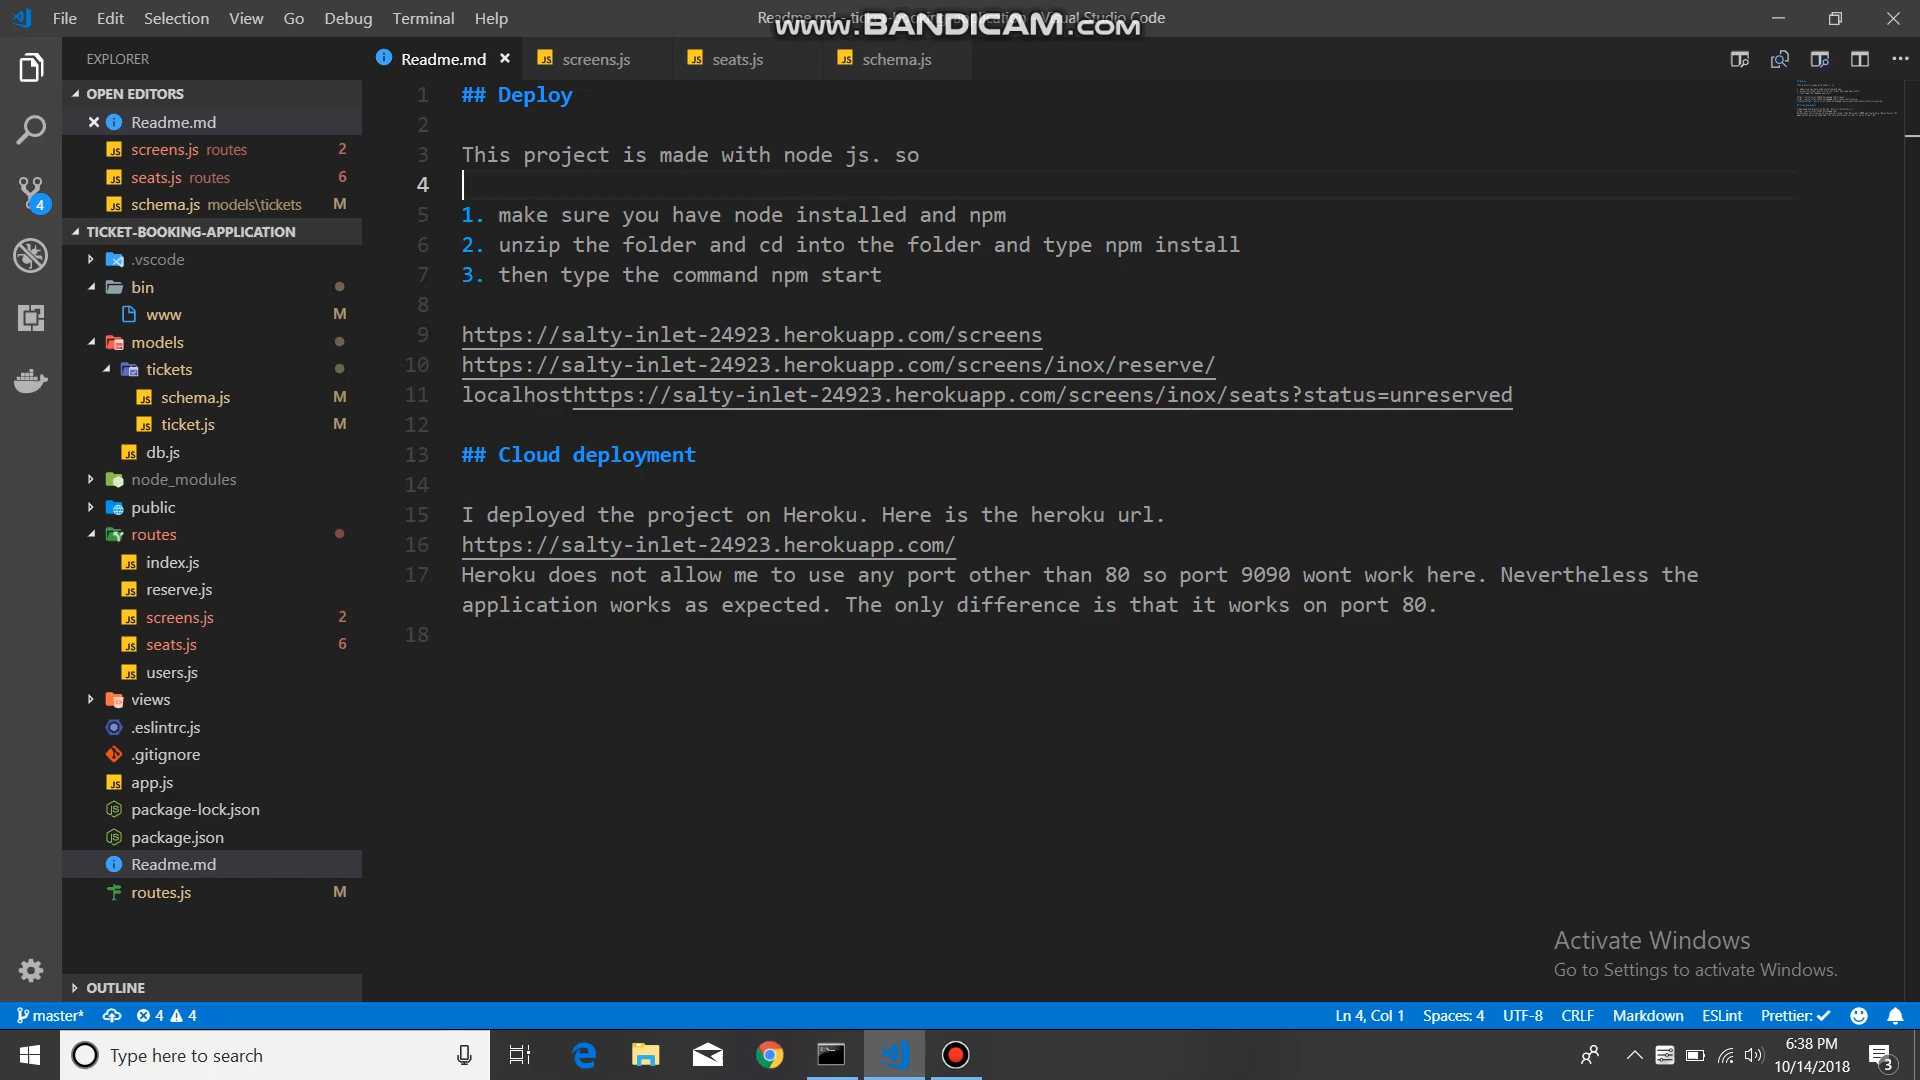 File Edit Selection View Go Debug Terminal Help
www.BANDICAM.com
EXPLORER
OPEN EDITORS
Readme.md
screens.js routes 2
seats.js routes 6
schema.js models\tickets M
TICKET-BOOKING-APPLICATION
.vscode
bin
www M
models
tickets
schema.js M
ticket.js M
db.js
node_modules
public
routes
index.js
reserve.js
screens.js 2
seats.js 6
users.js
views
.eslintrc.js
.gitignore
app.js
package-lock.json
package.json
Readme.md
routes.js M
OUTLINE
4
Readme.md screens.js seats.js schema.js
1 ## Deploy
2
3 This project is made with node js. so
4
5 1. make sure you have node installed and npm
6 2. unzip the folder and cd into the folder and type npm install
7 3. then type the command npm start
8
9 https://salty-inlet-24923.herokuapp.com/screens
10 https://salty-inlet-24923.herokuapp.com/screens/inox/reserve/
11 localhosthttps://salty-inlet-24923.herokuapp.com/screens/inox/seats?status=unreserved
12
13 ## Cloud deployment
14
15 I deployed the project on Heroku. Here is the heroku url.
16 https://salty-inlet-24923.herokuapp.com/
17 Heroku does not allow me to use any port other than 80 so port 9090 wont work here. Nevertheless the
application works as expected. The only difference is that it works on port 80.
18
Activate Windows
Go to Settings to activate Windows.
master* 4 4 Ln 4, Col 1 Spaces: 4 UTF-8 CRLF Markdown ESLint Prettier:
Type here to search
6:38 PM
10/14/2018
3